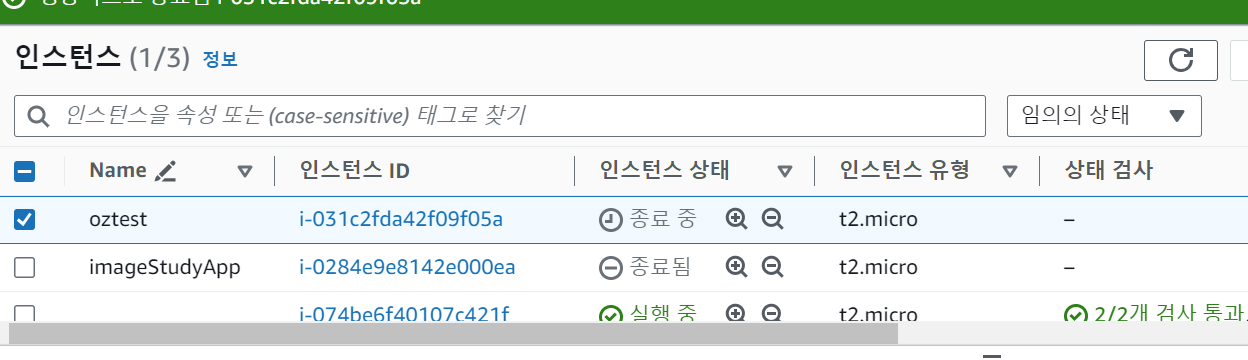 i-031c2fda42f09f05a
인스턴스 (1/3) 정보
인스턴스을 속성 또는 (case-sensitive) 태그로 찾기 임의의 상태
Name 인스턴스 ID 인스턴스 상태 인스턴스 유형 상태 검사
oztest i-031c2fda42f09f05a 종료 중 t2.micro –
imageStudyApp i-0284e9e8142e000ea 종료됨 t2.micro –
i-074be6f40107c421f 실행 중 t2.micro 2/2개 검사 통과